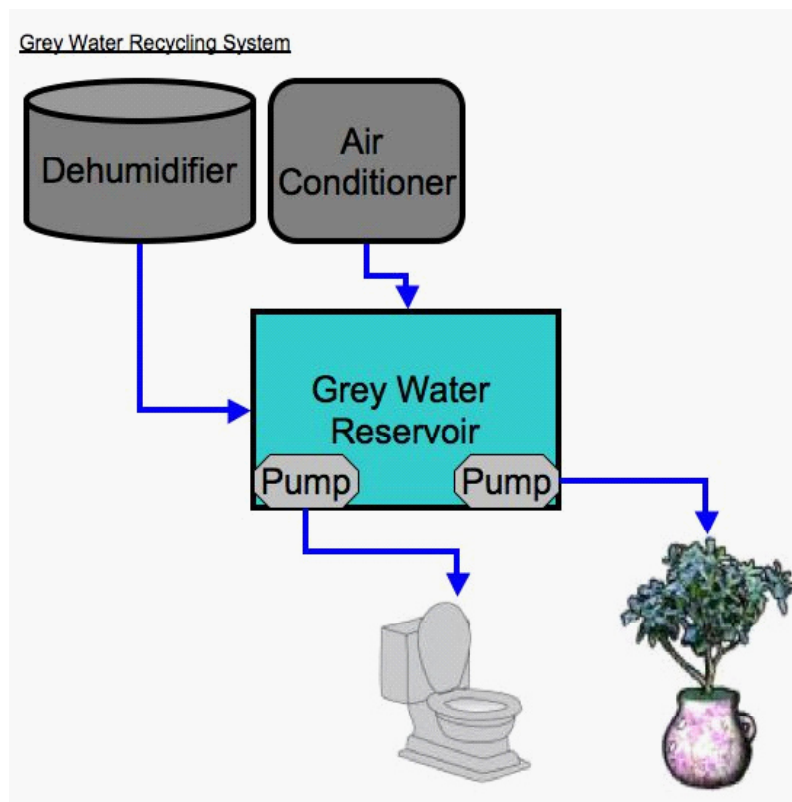 Grey Water Recycling System
Dehumidifier
Air
Conditioner
Grey Water
Reservoir
Pump
Pump